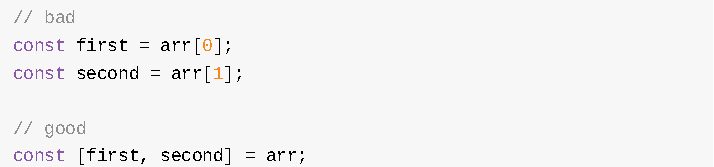 // bad
const first = arr[0];
const second = arr[1];

// good
const [first, second] = arr;